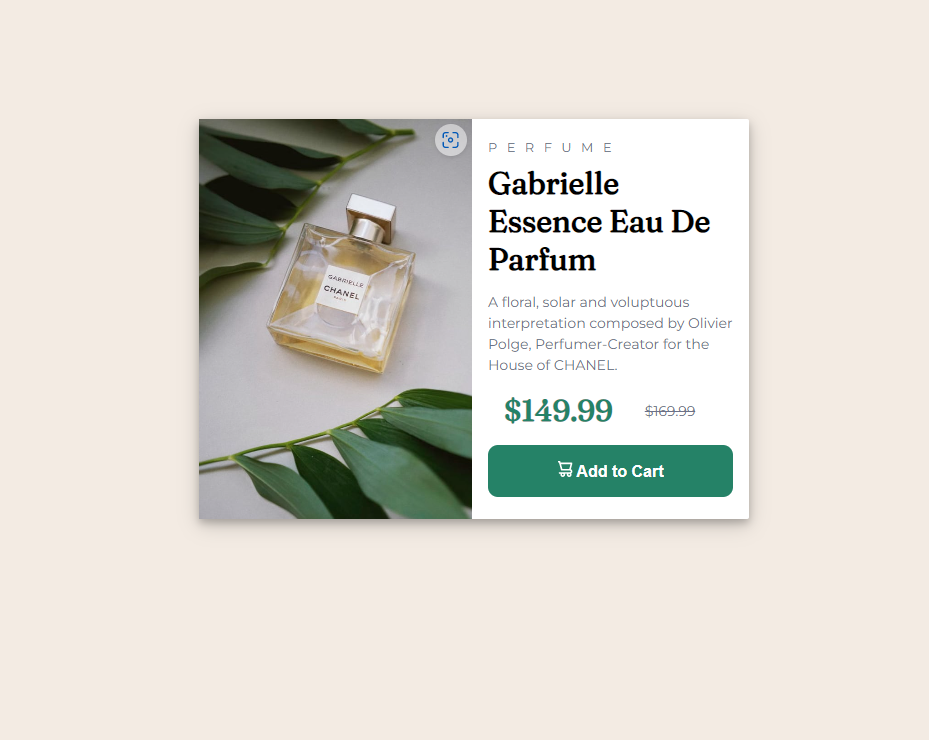 GABRIELLE
CHANEL
PARIS
PERFUME
Gabrielle
Essence Eau De
Parfum
A floral, solar and voluptuous
interpretation composed by Olivier
Polge, Perfumer-Creator for the
House of CHANEL.
$149.99 $169.99
Add to Cart